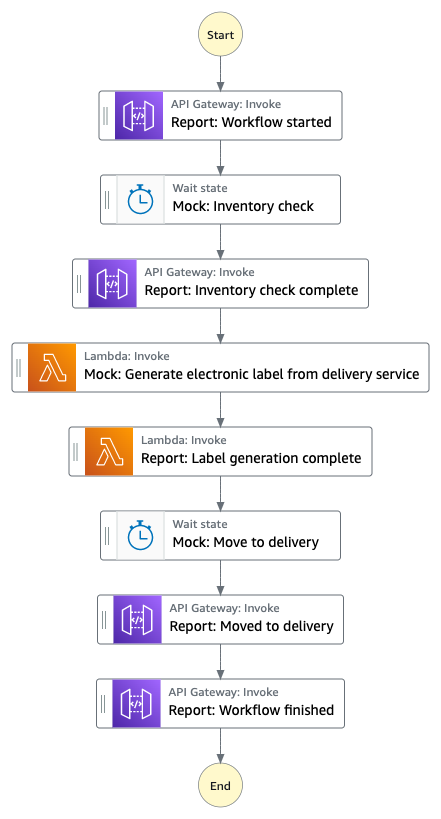 Start
API Gateway: Invoke
Report: Workflow started
Wait state
Mock: Inventory check
API Gateway: Invoke
Report: Inventory check complete
Lambda: Invoke
Mock: Generate electronic label from delivery service
Lambda: Invoke
Report: Label generation complete
Wait state
Mock: Move to delivery
API Gateway: Invoke
Report: Moved to delivery
API Gateway: Invoke
Report: Workflow finished
End